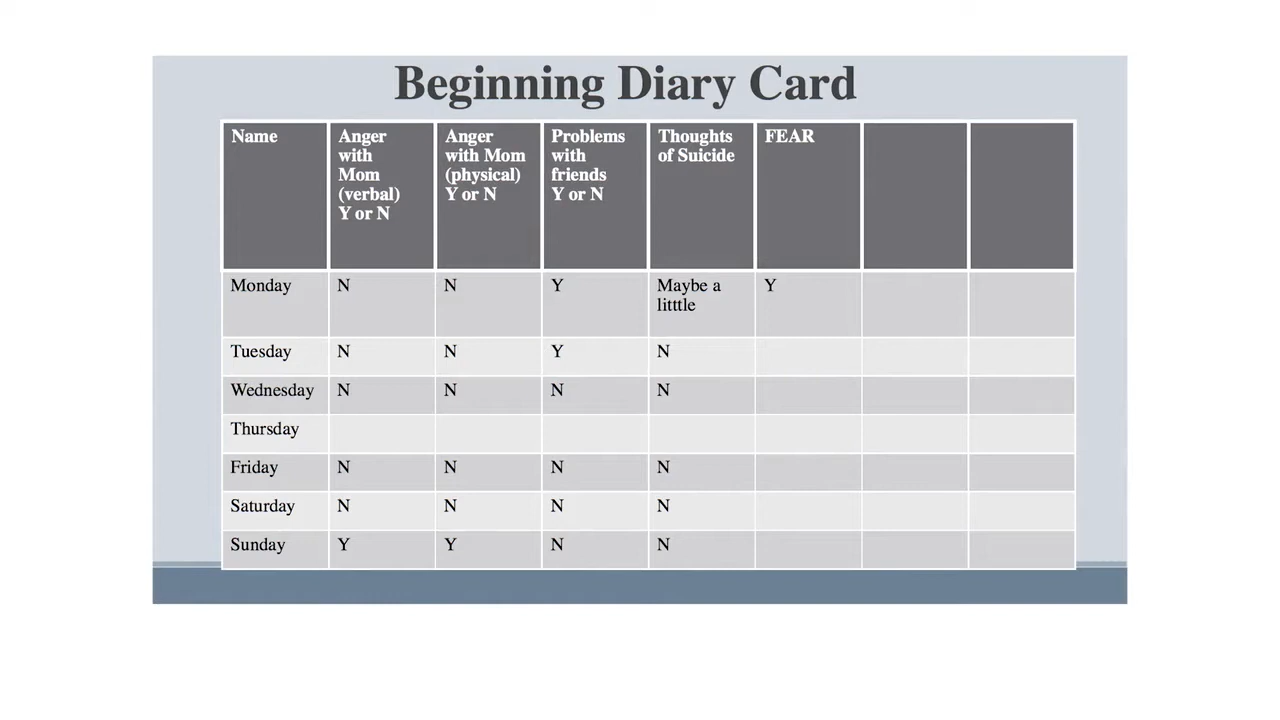 Beginning Diary Card
Name
Anger
with
Mom
(verbal)
Y or N
Anger
with Mom
(physical)
Y or N
Problems
with
friends
Y or N
Thoughts
of Suicide
FEAR
Monday N N Y Maybe a
litttle
Y
Tuesday N N Y N
Wednesday N N N N
Thursday
Friday N N N N
Saturday N N N N
Sunday Y Y N N